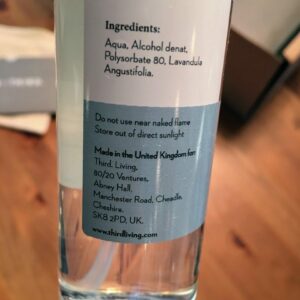 Ingredients:
Aqua, Alcohol denat,
Polysorbate 80, Lavandula
Angustifolia.
Do not use near naked flame
Store out of direct sunlight
Made in the United Kingdom for:
Third. Living,
80/20 Ventures,
Abney Hall,
Manchester Road, Cheadle,
Cheshire.
SK8 2PD, UK.
www.thirdliving.com